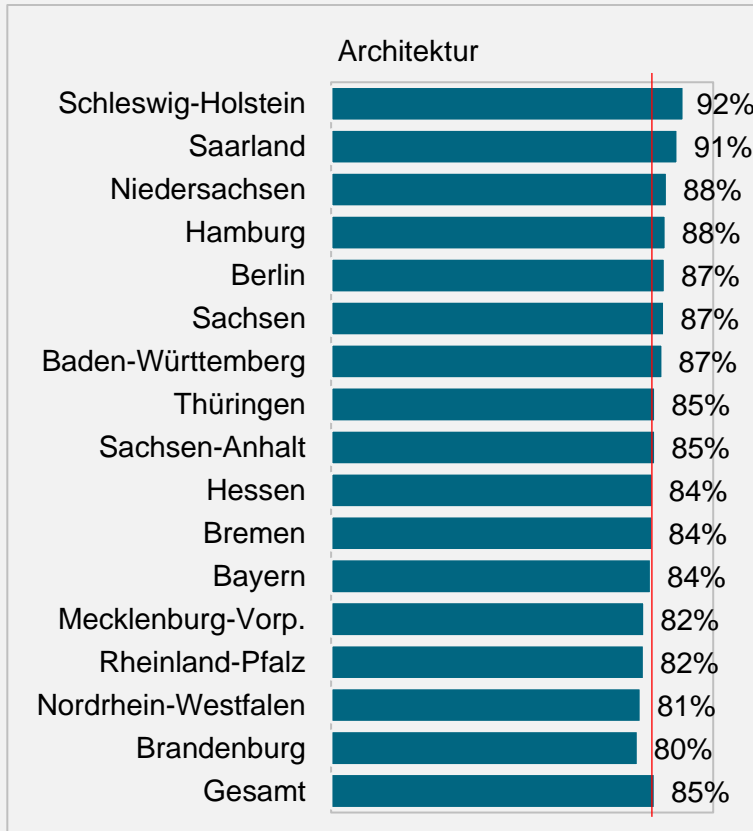 Architektur
Schleswig-Holstein 92%
Saarland 91%
Niedersachsen 88%
Hamburg 88%
Berlin 87%
Sachsen 87%
Baden-Württemberg 87%
Thüringen 85%
Sachsen-Anhalt 85%
Hessen 84%
Bremen 84%
Bayern 84%
Mecklenburg-Vorp. 82%
Rheinland-Pfalz 82%
Nordrhein-Westfalen 81%
Brandenburg 80%
Gesamt 85%